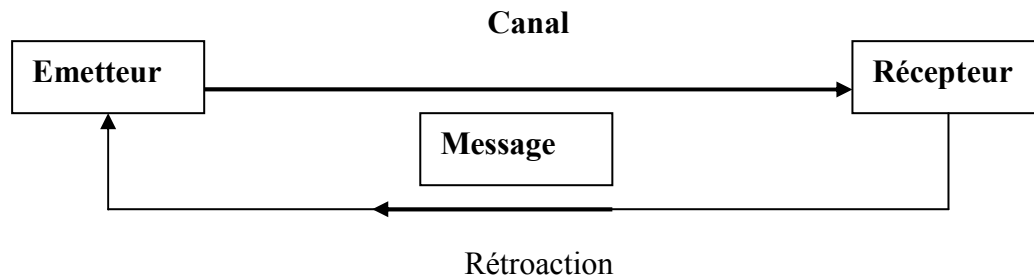 Canal
Emetteur
Récepteur
Message
Rétroaction